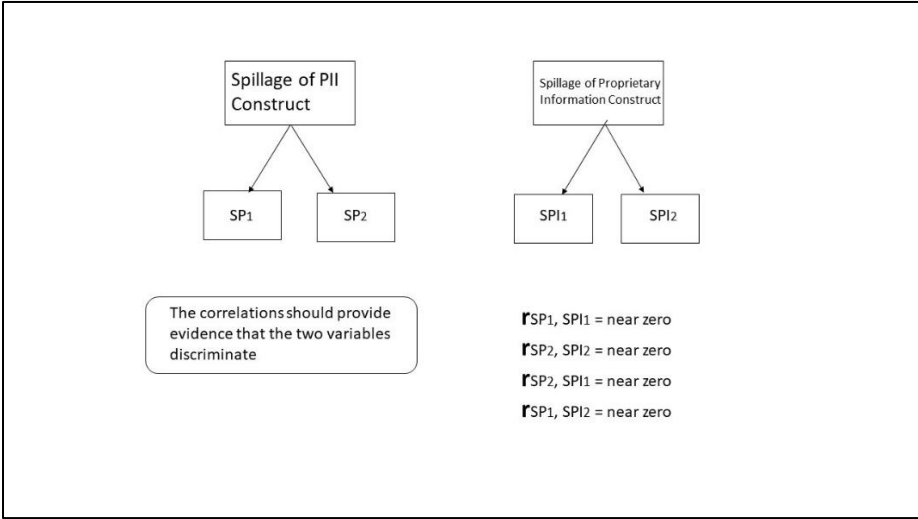 Spillage of PII
Construct
Spillage of Proprietary
Information Construct
SP1
SP2
SPI1
SPI2
The correlations should provide
evidence that the two variables
discriminate
rSP1, SPI1 = near zero
rSP2, SPI2 = near zero
rSP2, SPI1 = near zero
rSP1, SPI2 = near zero